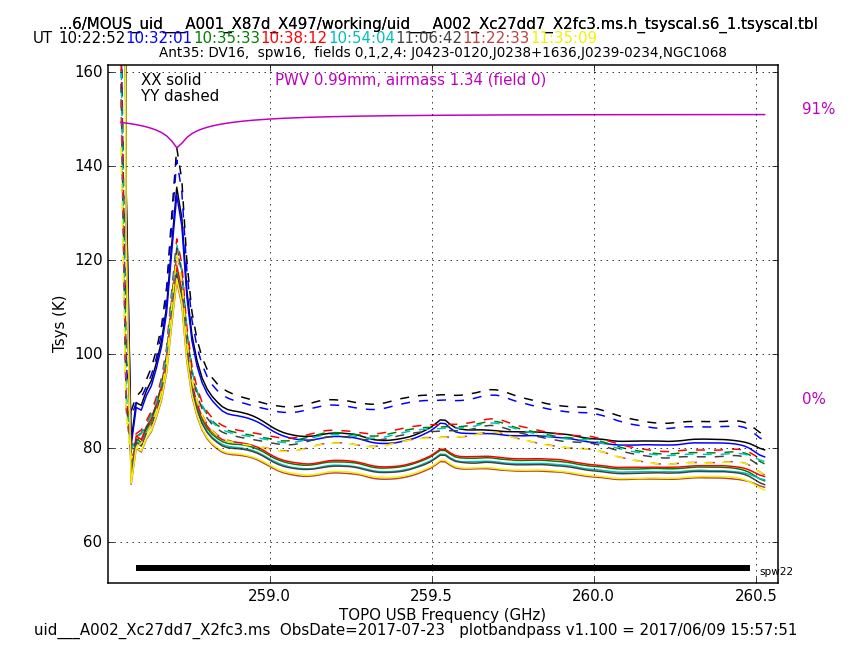 ...6/MOUS_uid___A001_X87d_X497/working/uid___A002_Xc27dd7_X2fc3.ms.h_tsyscal.s6_1.tsyscal.tbl
UT 10:22:52 10:32:01 10:35:33 10:38:12 10:54:04 11:06:42 11:22:33 11:35:09
Ant35: DV16, spw16, fields 0,1,2,4: J0423-0120,J0238+1636,J0239-0234,NGC1068
XX solid
YY dashed
PWV 0.99mm, airmass 1.34 (field 0)
91%
0%
160
140
120
100
80
60
Tsys (K)
spw22
259.0 259.5 260.0 260.5
TOPO USB Frequency (GHz)
uid___A002_Xc27dd7_X2fc3.ms ObsDate=2017-07-23 plotbandpass v1.100 = 2017/06/09 15:57:51